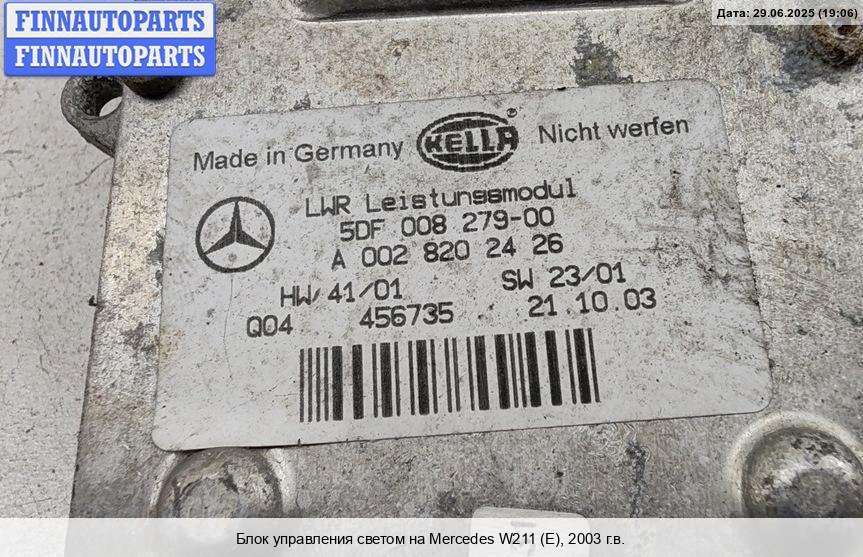 FINNAUTOPARTS
FINNAUTOPARTS
Дата: 29.06.2025 (19:06)
Made in Germany HELLA ® Nicht werfen
LWR Leistungsmodul
5DF 008 279-00
A 002 820 24 26
HW/41/01 SW 23/01
Q04 456735 21.10.03
Блок управления светом на Mercedes W211 (E), 2003 г.в.